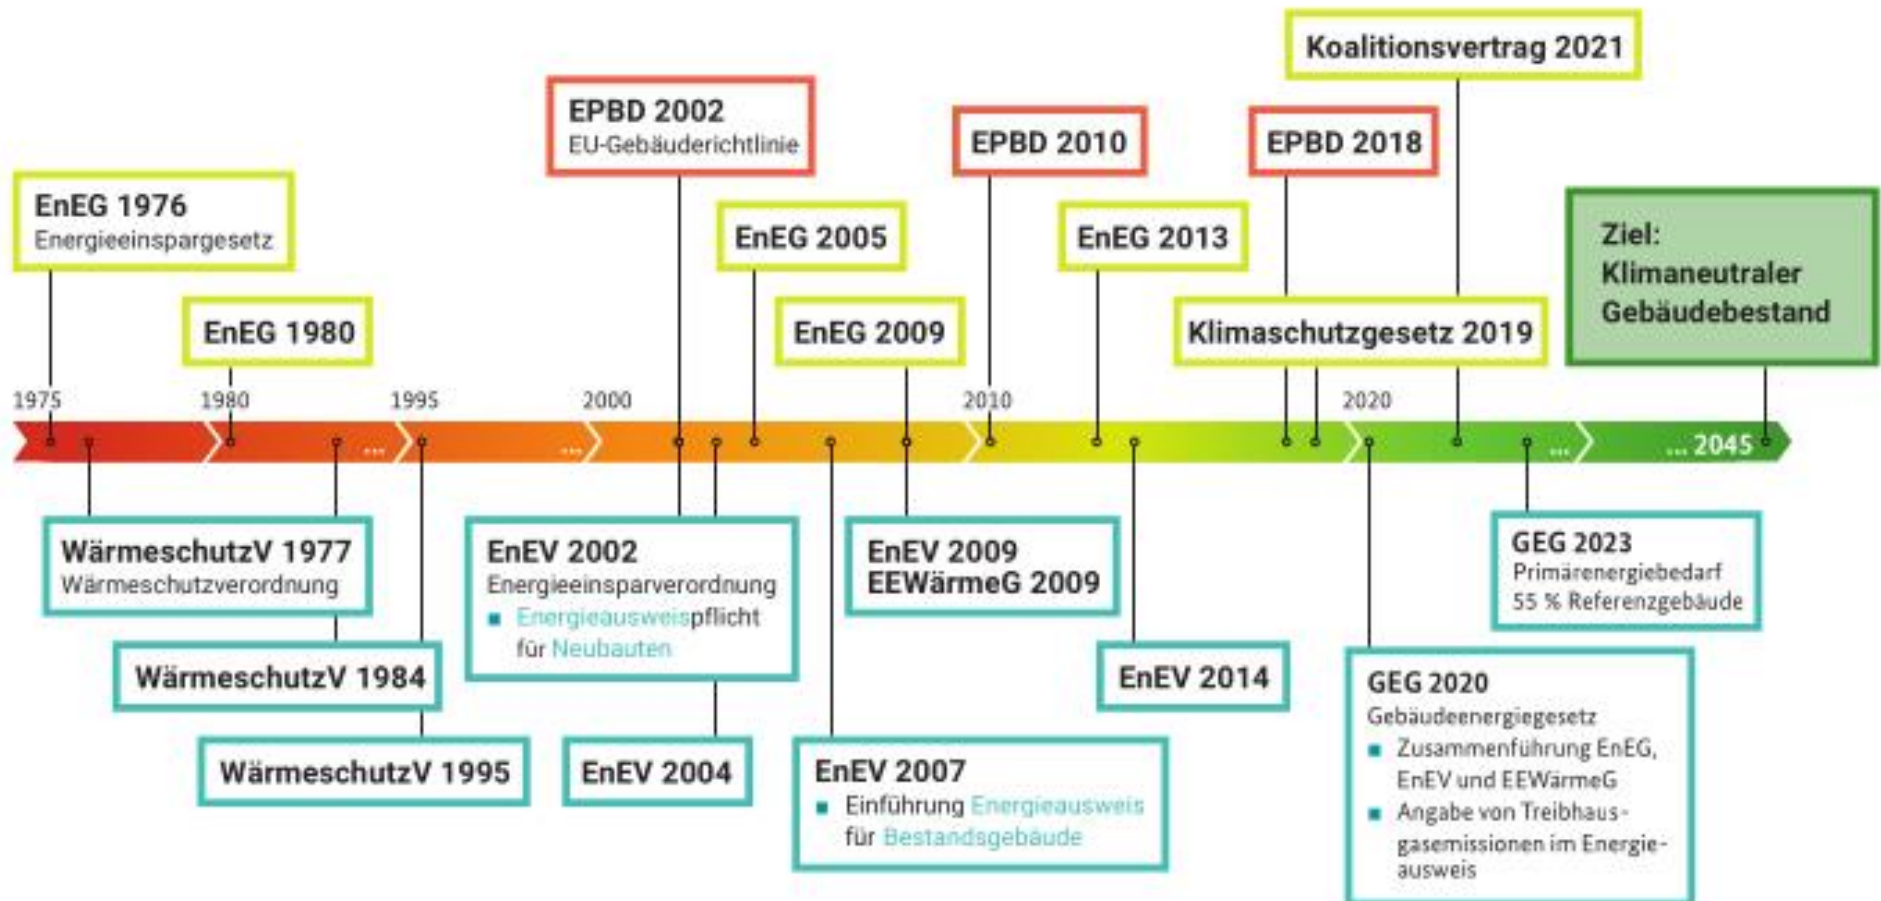 Koalitionsvertrag 2021
EPBD 2002
EU-Gebäuderichtlinie
EPBD 2010
EPBD 2018
EnEG 1976
Energieeinspargesetz
EnEG 2005
EnEG 2013
Ziel:
Klimaneutraler
Gebäudebestand
EnEG 1980
EnEG 2009
Klimaschutzgesetz 2019
1975
1980
1995
2000
2010
2020
...
...
...
... 2045
WärmeschutzV 1977
Wärmeschutzverordnung
EnEV 2002
Energieeinsparverordnung
■ Energieausweispflicht
für Neubauten
EnEV 2009
EEWärmeG 2009
GEG 2023
Primärenergiebedarf
55 % Referenzgebäude
WärmeschutzV 1984
EnEV 2014
GEG 2020
Gebäudeenergiegesetz
■ Zusammenführung EnEG,
EnEV und EEWärmeG
■ Angabe von Treibhaus-
gasemissionen im Energie-
ausweis
WärmeschutzV 1995
EnEV 2004
EnEV 2007
■ Einführung Energieausweis
für Bestandsgebäude